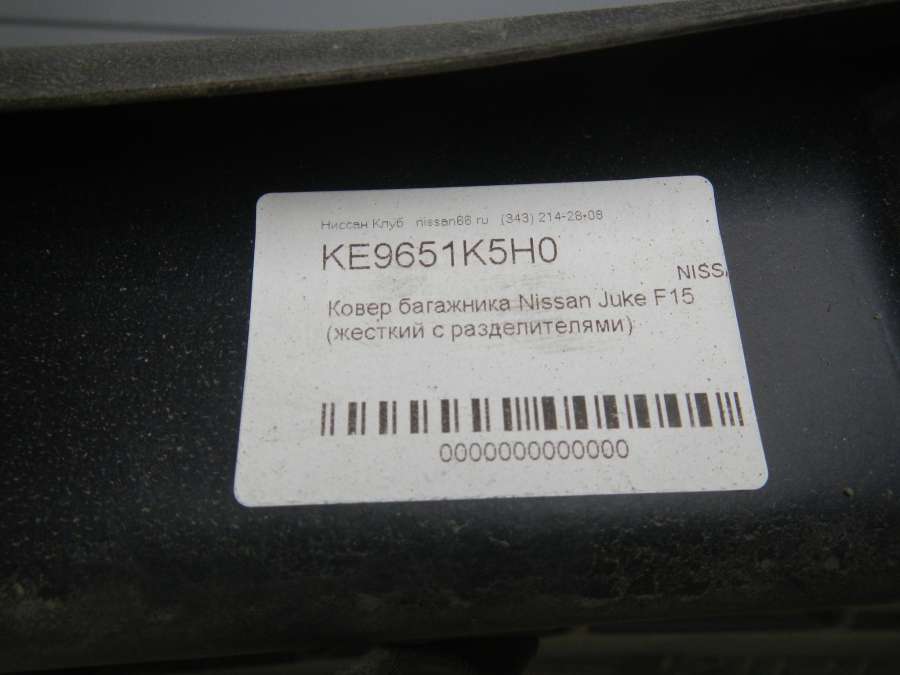 Ниссан Клуб nissan66.ru (343) 214-28-08
KE9651K5H0
NISSA
Ковер багажника Nissan Juke F15
(жесткий с разделителями)
0000000000000